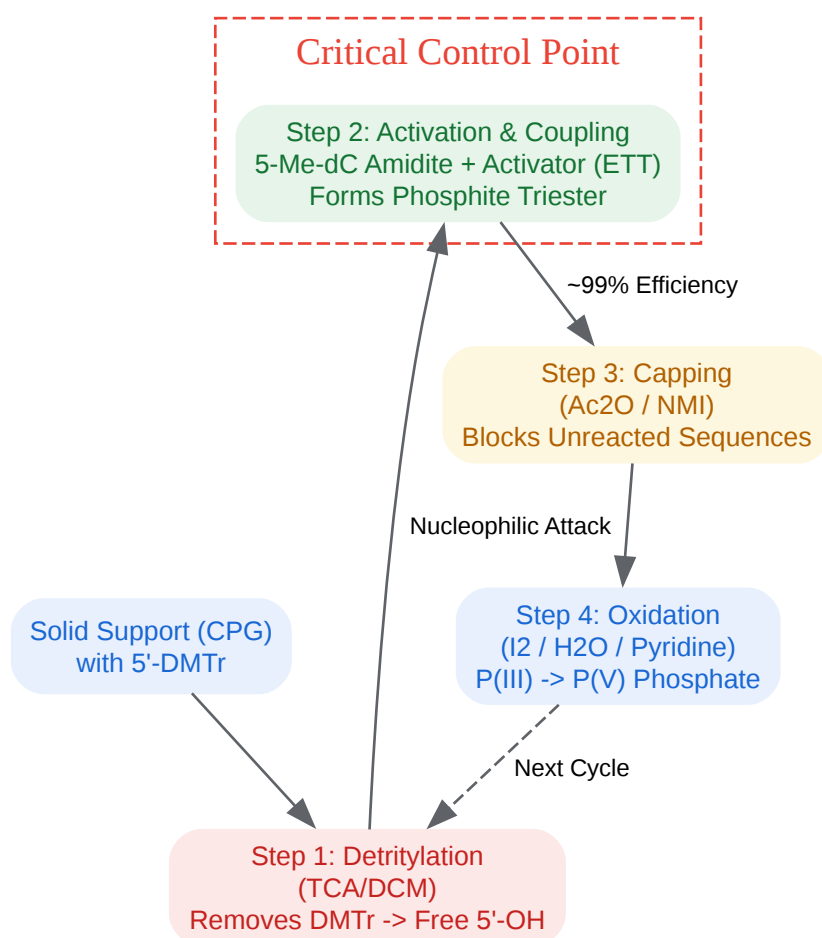 Critical Control Point
Step 2: Activation & Coupling
5-Me-dC Amidite + Activator (ETT)
Forms Phosphite Triester
~99% Efficiency
Step 3: Capping
(Ac2O / NMI)
Blocks Unreacted Sequences
Nucleophilic Attack
Solid Support (CPG)
with 5'-DMTr
Step 4: Oxidation
(I2 / H2O / Pyridine)
P(III) -> P(V) Phosphate
Next Cycle
Step 1: Detritylation
(TCA/DCM)
Removes DMTr -> Free 5'-OH